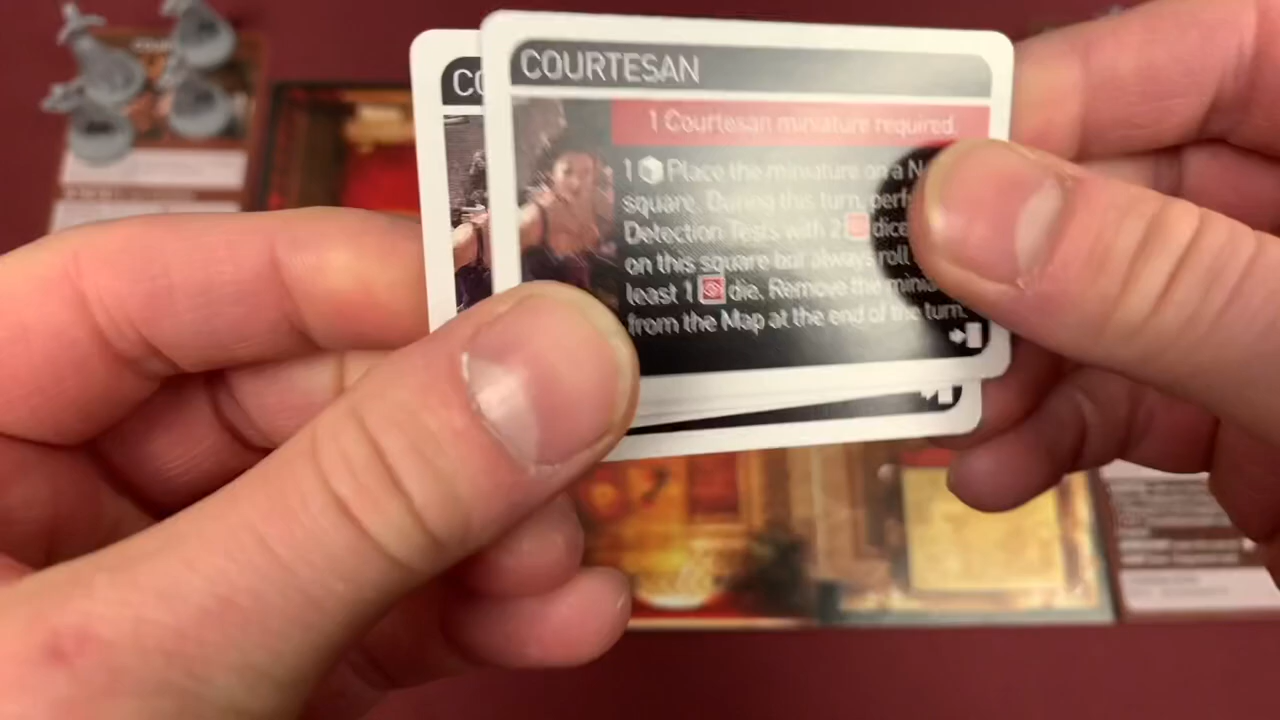 COURTESAN
1 Courtesan miniature required.
1 Place the miniature on a N
square. During this turn, perf
Detection Tests with 2 dice
on this square but always roll
least 1 die. Remove the minia
from the Map at the end of the turn.
CO